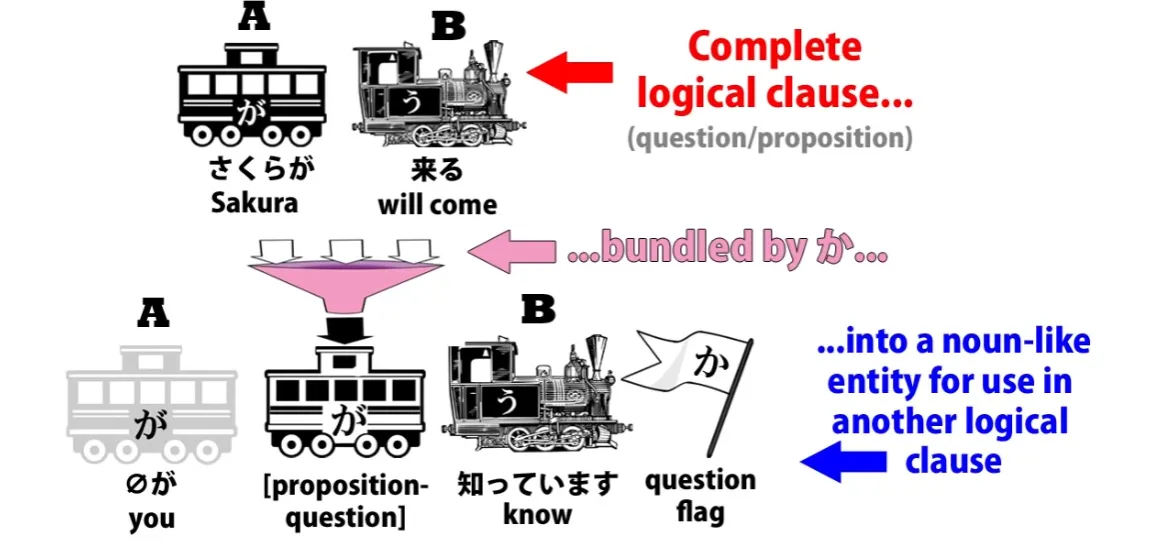 A
B
が
う
さくらが
Sakura
来る
will come
Complete
logical clause...
(question/proposition)
...bundled by か...
A
B
が
が
う
か
∅が
you
[proposition-
question]
知っています
know
question
flag
...into a noun-like
entity for use in
another logical
clause